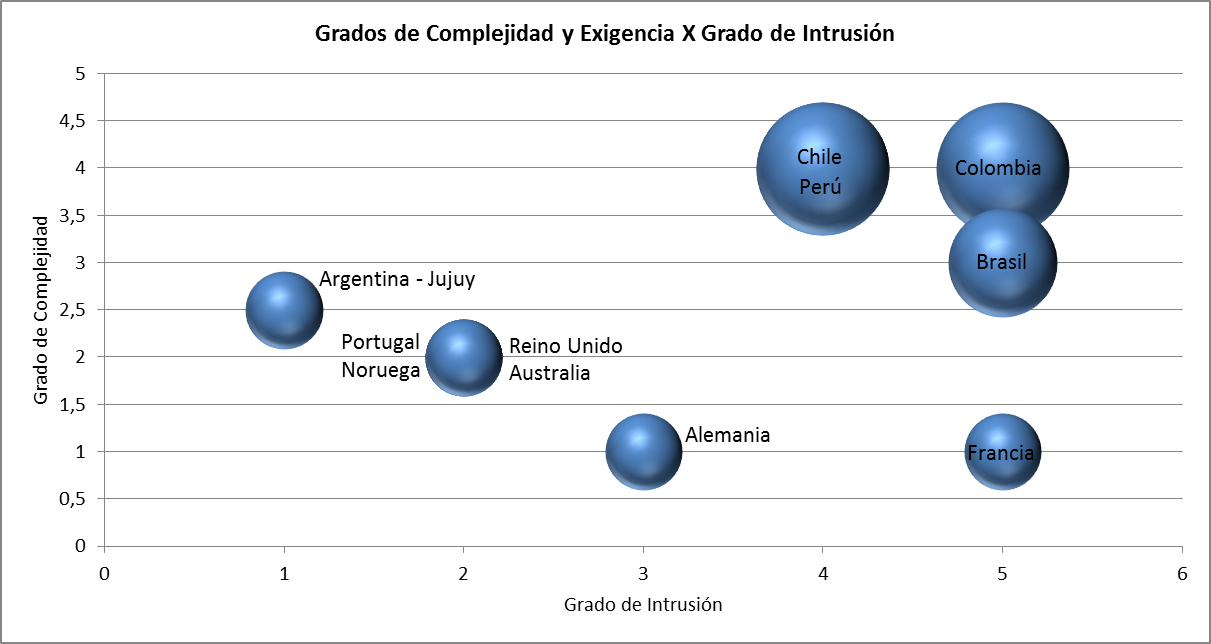 Grados de Complejidad y Exigencia X Grado de Intrusión
Grado de Complejidad
5
4,5
4
3,5
3
2,5
2
1,5
1
0,5
0
Chile
Perú
Colombia
Brasil
Argentina - Jujuy
Portugal
Noruega
Reino Unido
Australia
Alemania
Francia
0 1 2 3 4 5 6
Grado de Intrusión